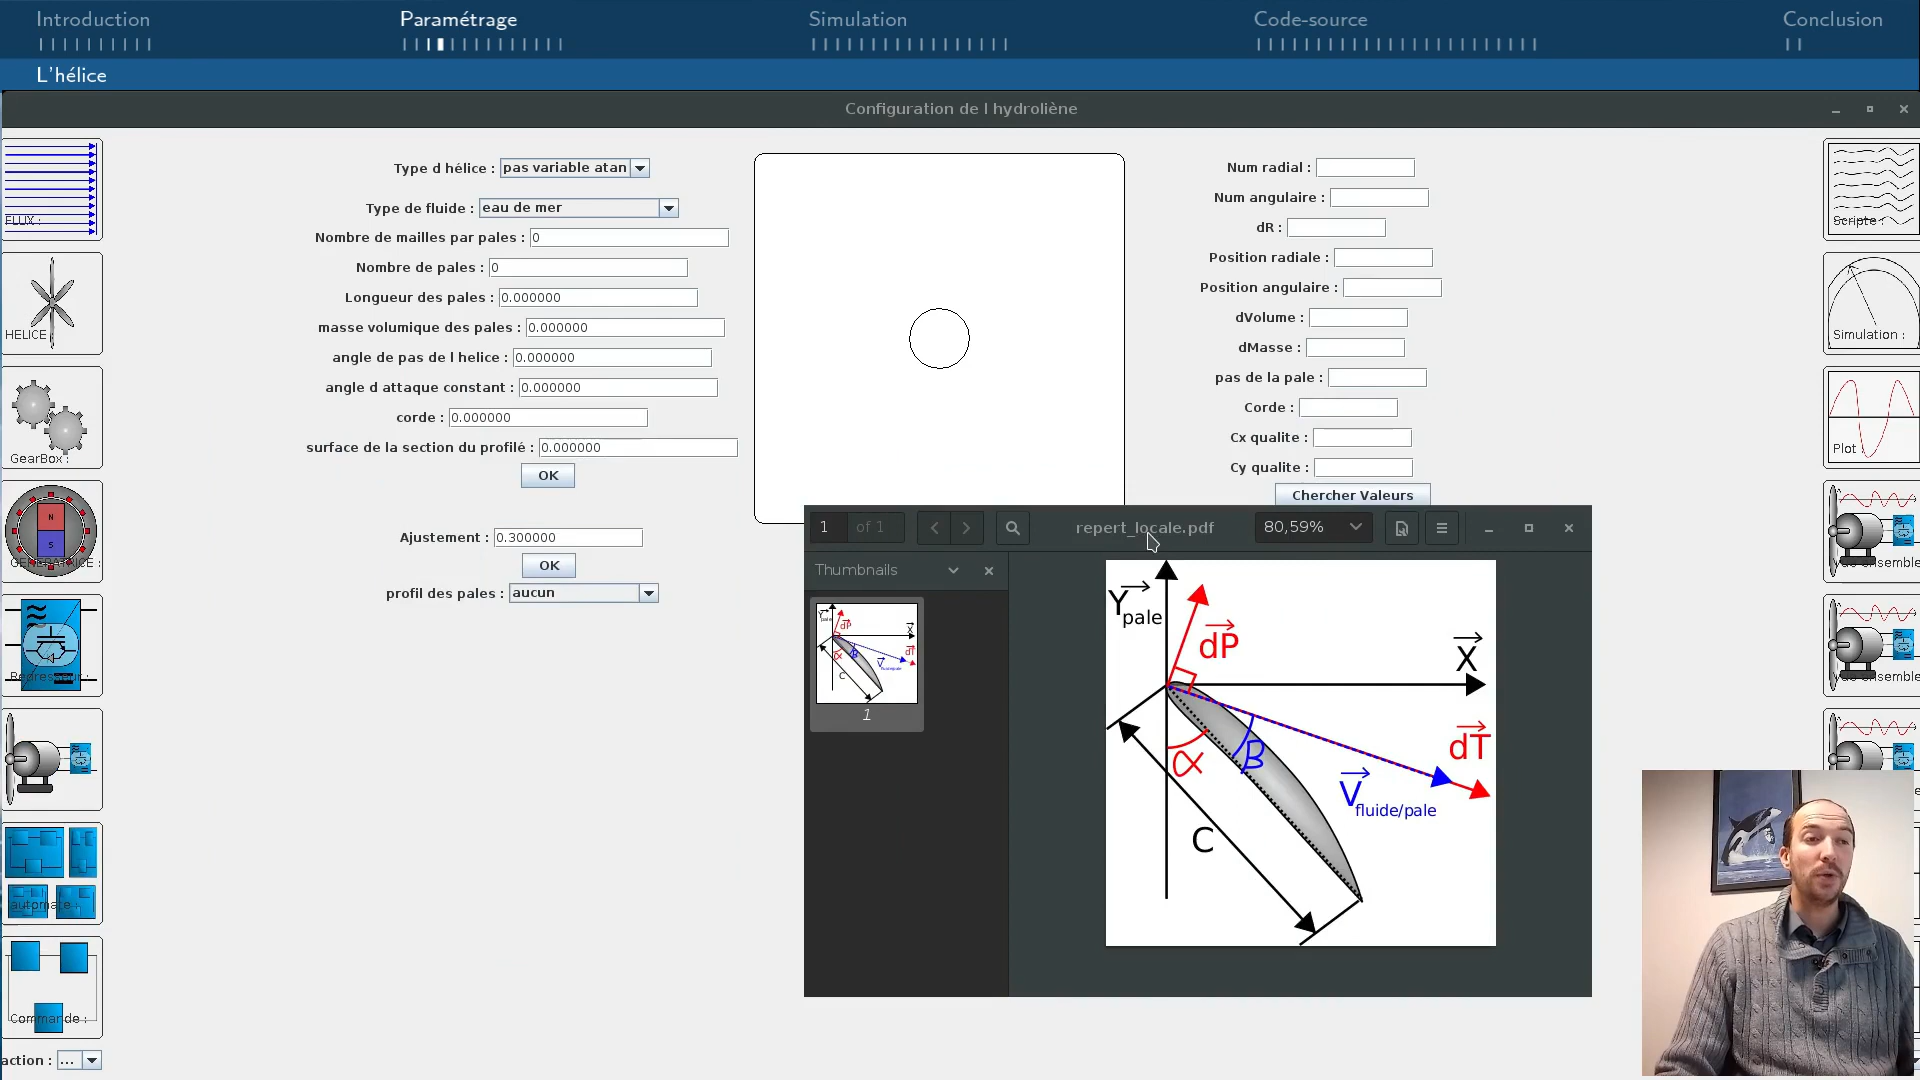 Introduction
Paramétrage
Simulation
Code-source
Conclusion
L'hélice
Configuration de l hydroliène
FLUX :
HELICE
GearBox :
GENERATRICE :
Redresseur :
automate
Commande :
action : ...
Type d hélice : pas variable atan
Type de fluide : eau de mer
Nombre de mailles par pales : 0
Nombre de pales : 0
Longueur des pales : 0.000000
masse volumique des pales : 0.000000
angle de pas de l helice : 0.000000
angle d attaque constant : 0.000000
corde : 0.000000
surface de la section du profilé : 0.000000
OK
Ajustement : 0.300000
OK
profil des pales : aucun
Num radial :
Num angulaire :
dR :
Position radiale :
Position angulaire :
dVolume :
dMasse :
pas de la pale :
Corde :
Cx qualite :
Cy qualite :
Chercher Valeurs
Scripte :
Simulation :
Plot :
1 of 1
repert_locale.pdf
80,59%
Thumbnails
1
Y pale
dP
X
dT
α
β
V fluide/pale
C
N
S